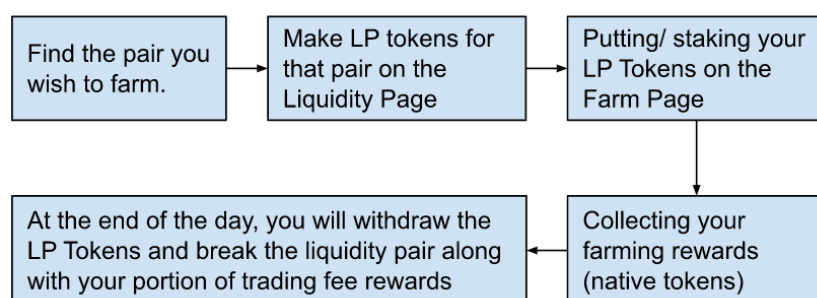 Find the pair you
wish to farm.
Make LP tokens for
that pair on the
Liquidity Page
Putting/ staking your
LP Tokens on the
Farm Page
Collecting your
farming rewards
(native tokens)
At the end of the day, you will withdraw the
LP Tokens and break the liquidity pair along
with your portion of trading fee rewards